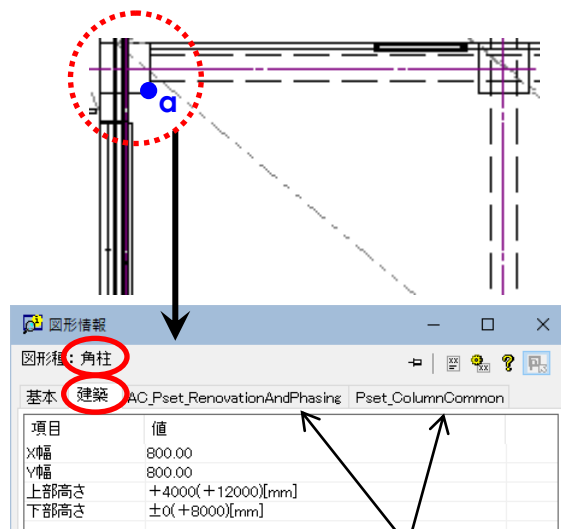 a
図形情報
図形種：角柱
基本 建築 AC_Pset_RenovationAndPhasing Pset_ColumnCommon
項目 値
X幅 800.00
Y幅 800.00
上部高さ +4000(+12000)[mm]
下部高さ ±0(+8000)[mm]